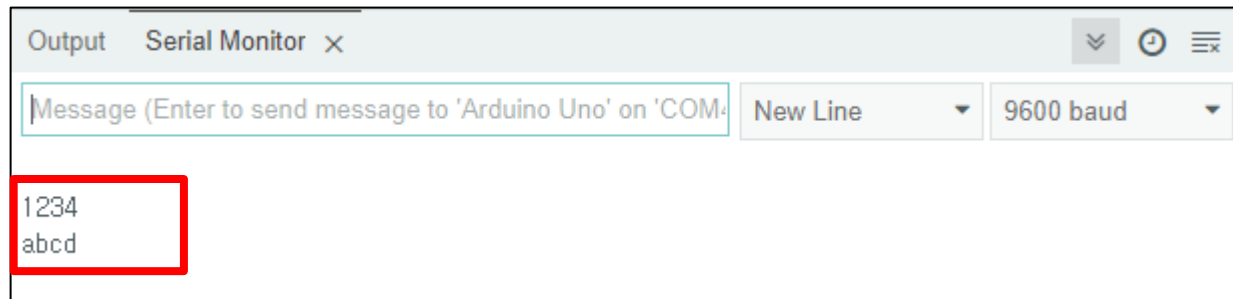 Output Serial Monitor ×
Message (Enter to send message to 'Arduino Uno' on 'COM4 New Line 9600 baud
1234
abcd